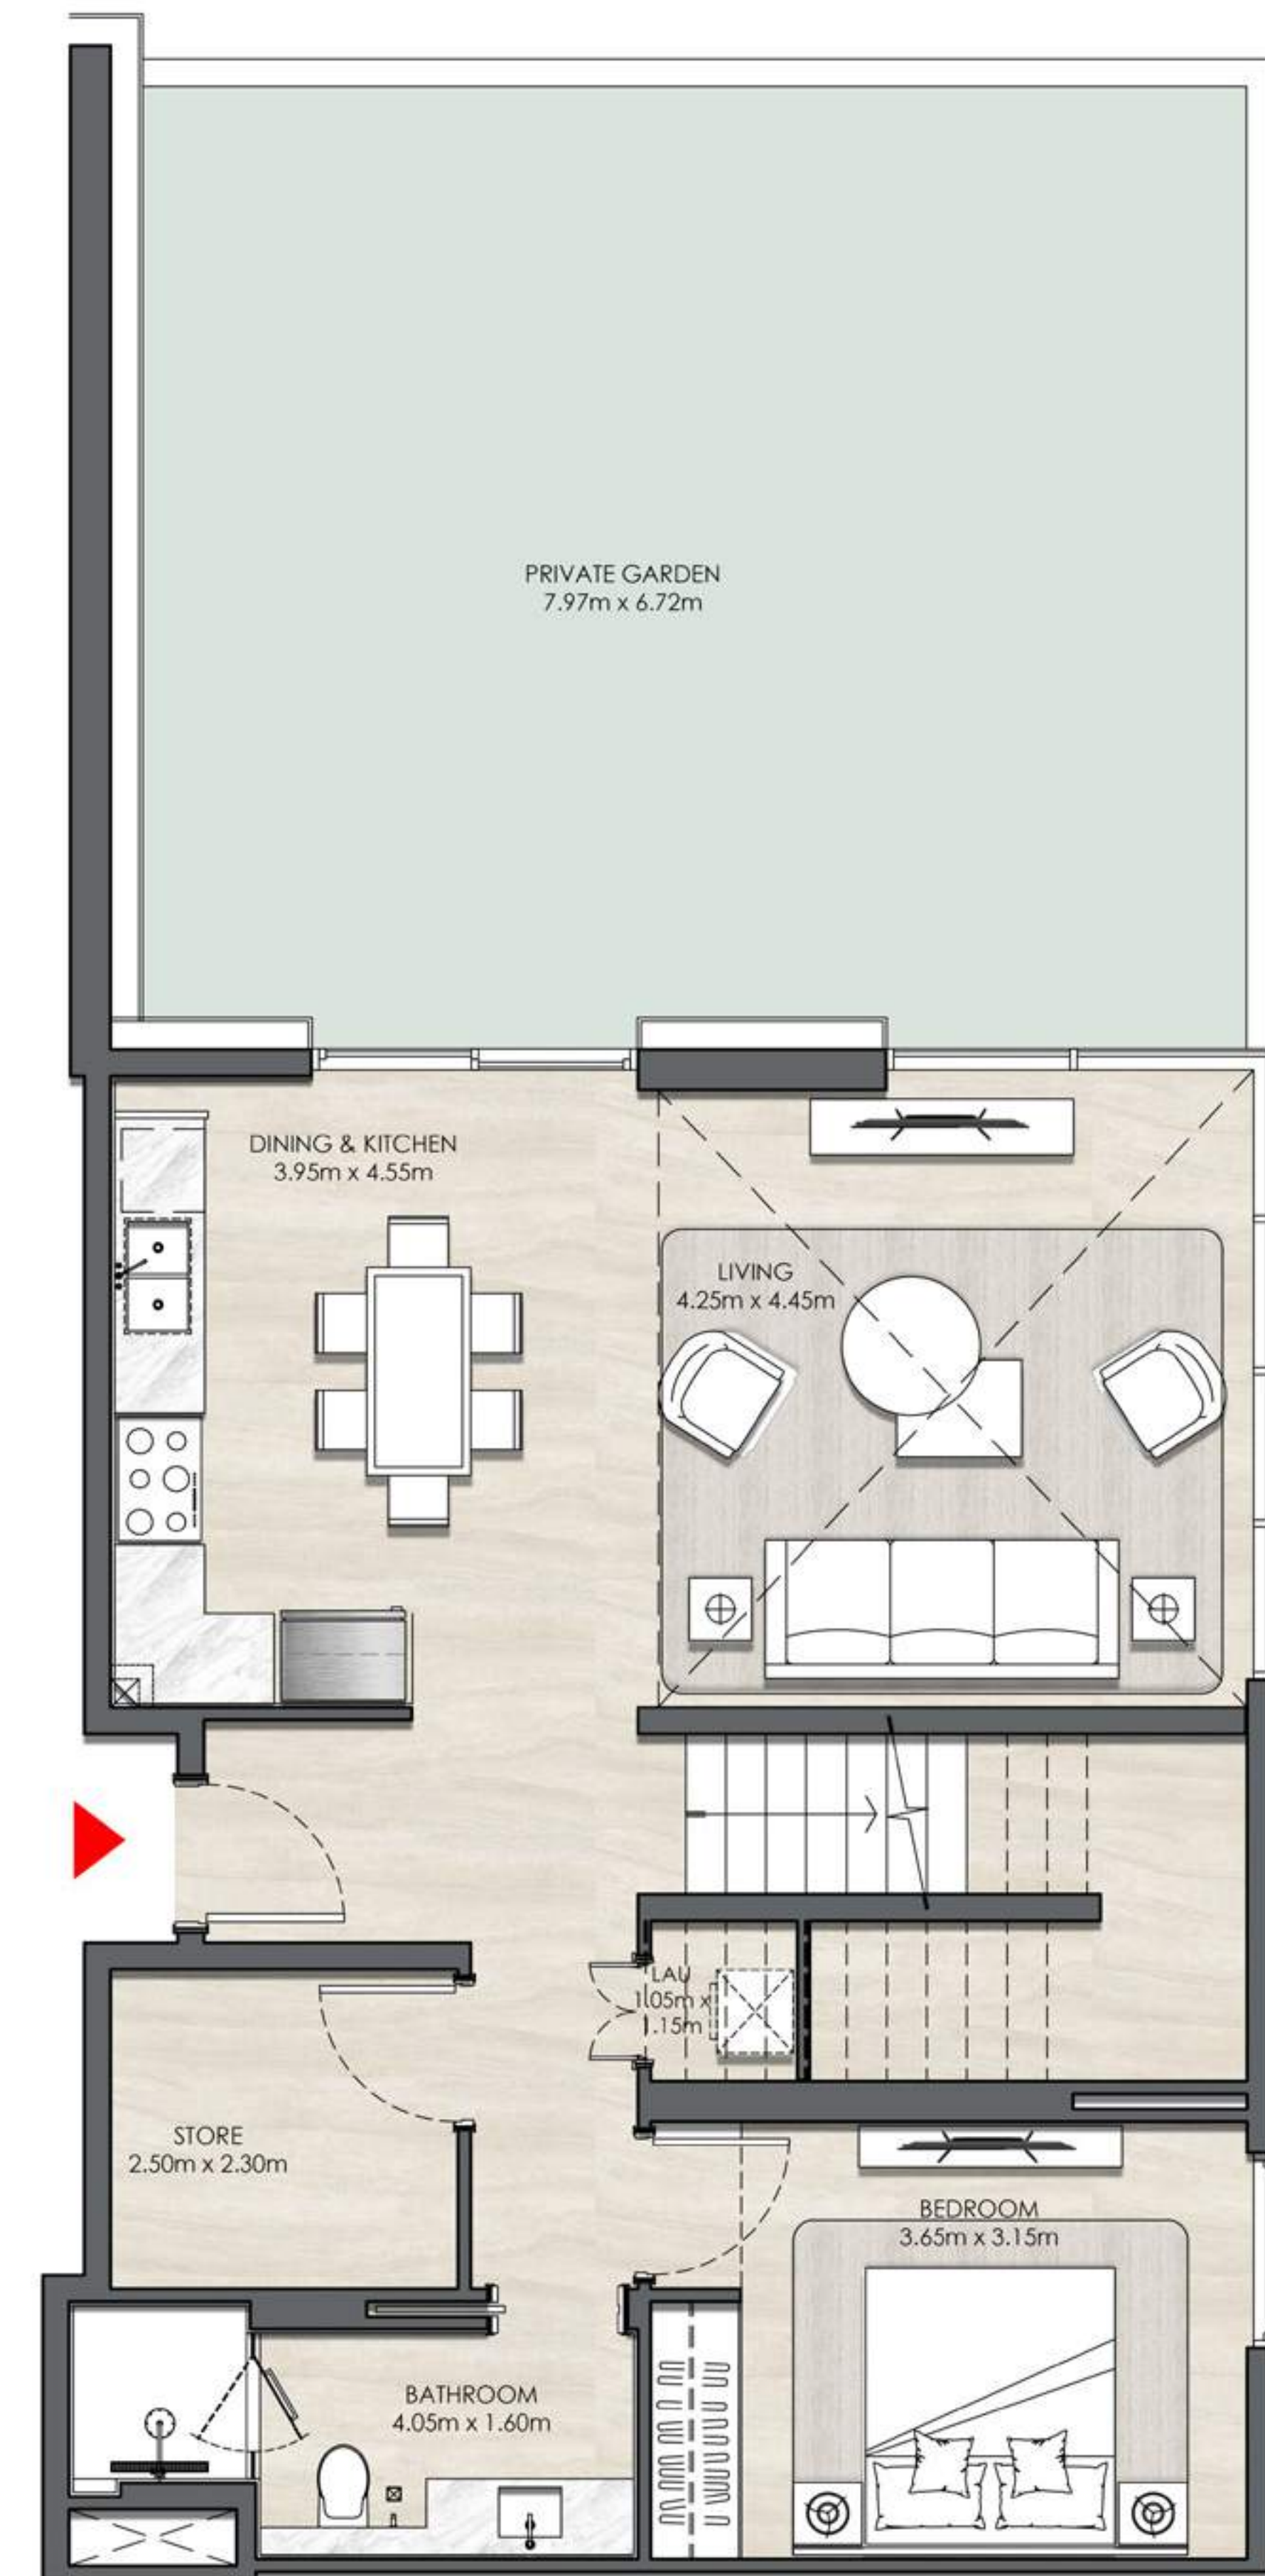 PRIVATE GARDEN
7.97m x 6.72m
DINING & KITCHEN
3.95m x 4.55m
LIVING
4.25m x 4.45m
LAU
1.05m x
1.15m
STORE
2.50m x 2.30m
BEDROOM
3.65m x 3.15m
BATHROOM
4.05m x 1.60m